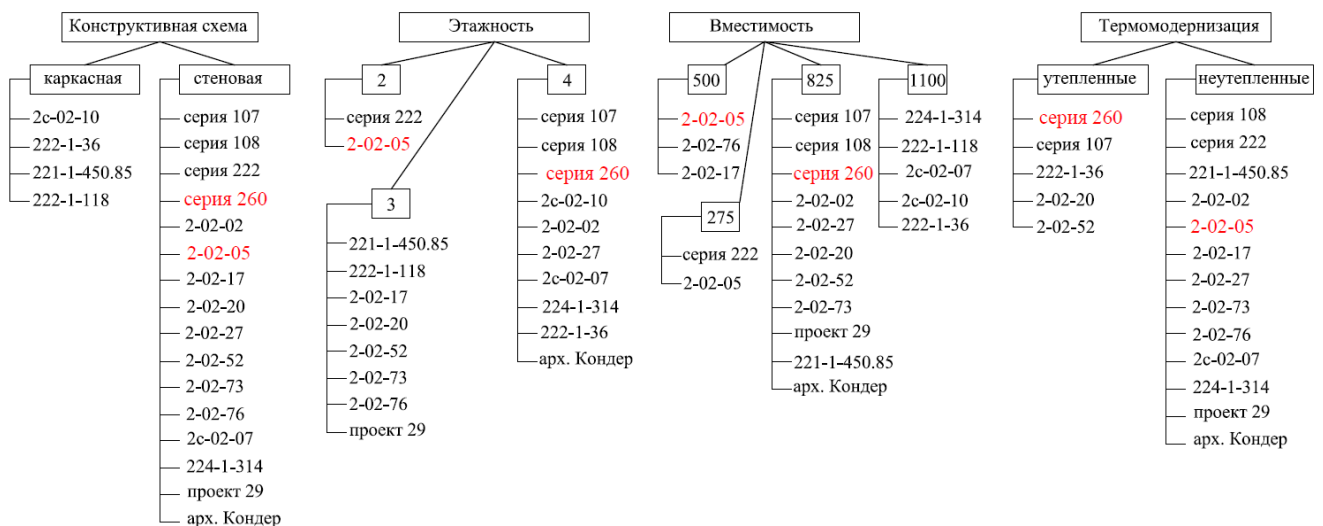 Конструктивная схема
каркасная
2с-02-10
222-1-36
221-1-450.85
222-1-118
стеновая
серия 107
серия 108
серия 222
серия 260
2-02-02
2-02-05
2-02-17
2-02-20
2-02-27
2-02-52
2-02-73
2-02-76
2с-02-07
224-1-314
проект 29
арх. Кондер
Этажность
2
серия 222
2-02-05
3
221-1-450.85
222-1-118
2-02-17
2-02-20
2-02-52
2-02-73
2-02-76
проект 29
4
серия 107
серия 108
серия 260
2с-02-10
2-02-02
2-02-27
2с-02-07
224-1-314
222-1-36
арх. Кондер
Вместимость
500
2-02-05
2-02-76
2-02-17
275
серия 222
2-02-05
825
серия 107
серия 108
серия 260
2-02-02
2-02-27
2-02-20
2-02-52
2-02-73
проект 29
221-1-450.85
арх. Кондер
1100
224-1-314
222-1-118
2с-02-07
2с-02-10
222-1-36
Термомодернизация
утепленные
серия 260
серия 107
222-1-36
2-02-20
2-02-52
неутепленные
серия 108
серия 222
221-1-450.85
2-02-02
2-02-05
2-02-17
2-02-27
2-02-73
2-02-76
2с-02-07
224-1-314
проект 29
арх. Кондер